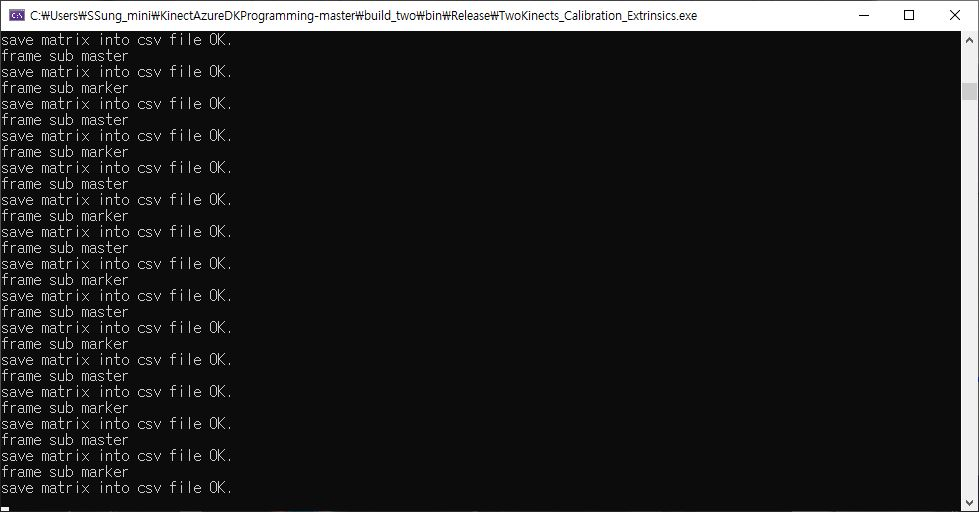 C:₩Users₩SSung_mini₩KinectAzureDKProgramming-master₩build_two₩bin₩Release₩TwoKinects_Calibration_Extrinsics.exe
save matrix into csv file OK.
frame sub master
save matrix into csv file OK.
frame sub marker
save matrix into csv file OK.
frame sub master
save matrix into csv file OK.
frame sub marker
save matrix into csv file OK.
frame sub master
save matrix into csv file OK.
frame sub marker
save matrix into csv file OK.
frame sub master
save matrix into csv file OK.
frame sub marker
save matrix into csv file OK.
frame sub master
save matrix into csv file OK.
frame sub marker
save matrix into csv file OK.
frame sub master
save matrix into csv file OK.
frame sub marker
save matrix into csv file OK.
frame sub master
save matrix into csv file OK.
frame sub marker
save matrix into csv file OK.